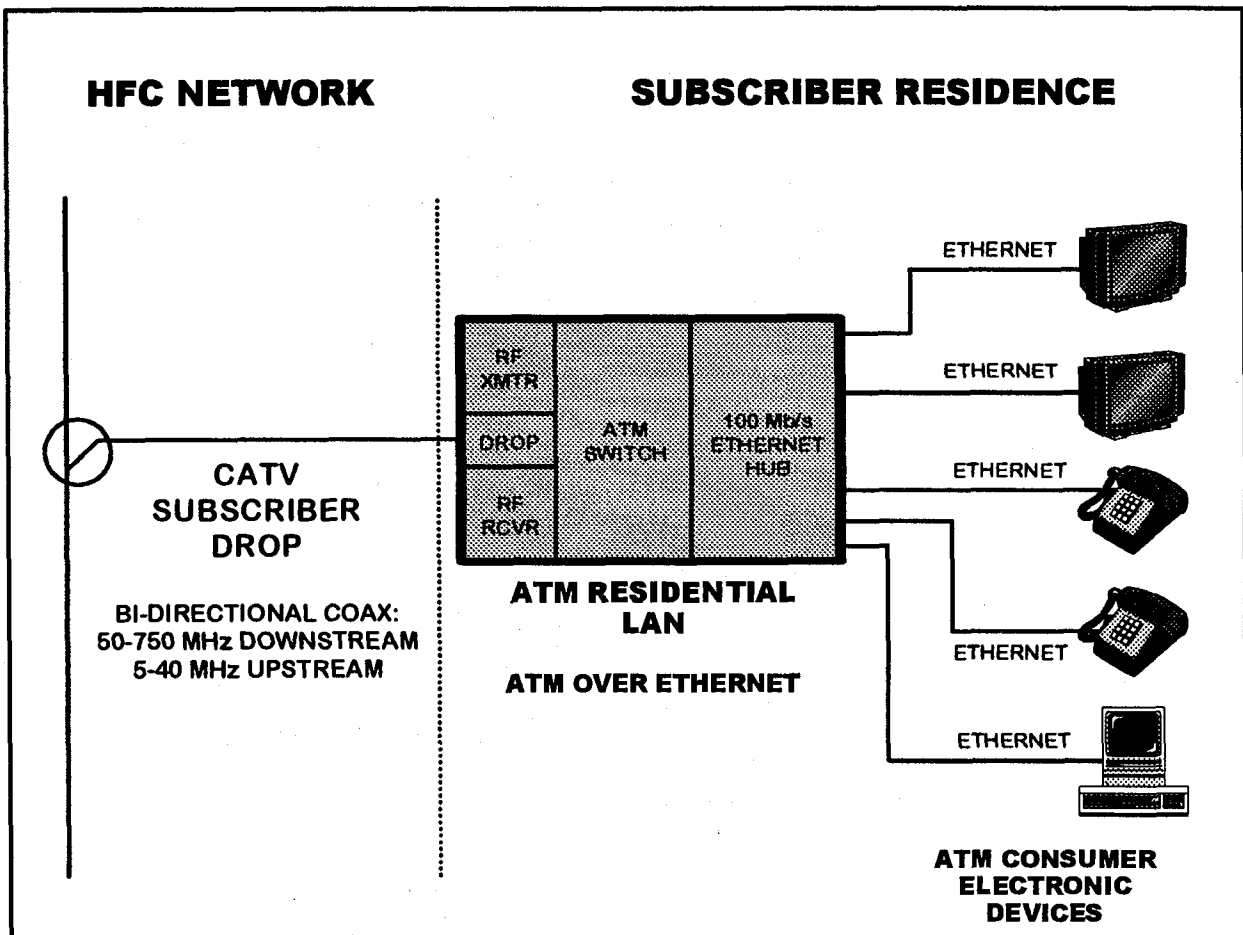 HFC NETWORK
SUBSCRIBER RESIDENCE
ETHERNET
ETHERNET
RF
XMTR
DROP
RF
RCVR
ATM
SWITCH
100 Mb/s
ETHERNET
HUB
ETHERNET
ETHERNET
ETHERNET
CATV
SUBSCRIBER
DROP
BI-DIRECTIONAL COAX:
50-750 MHz DOWNSTREAM
5-40 MHz UPSTREAM
ATM RESIDENTIAL
LAN
ATM OVER ETHERNET
ATM CONSUMER
ELECTRONIC
DEVICES